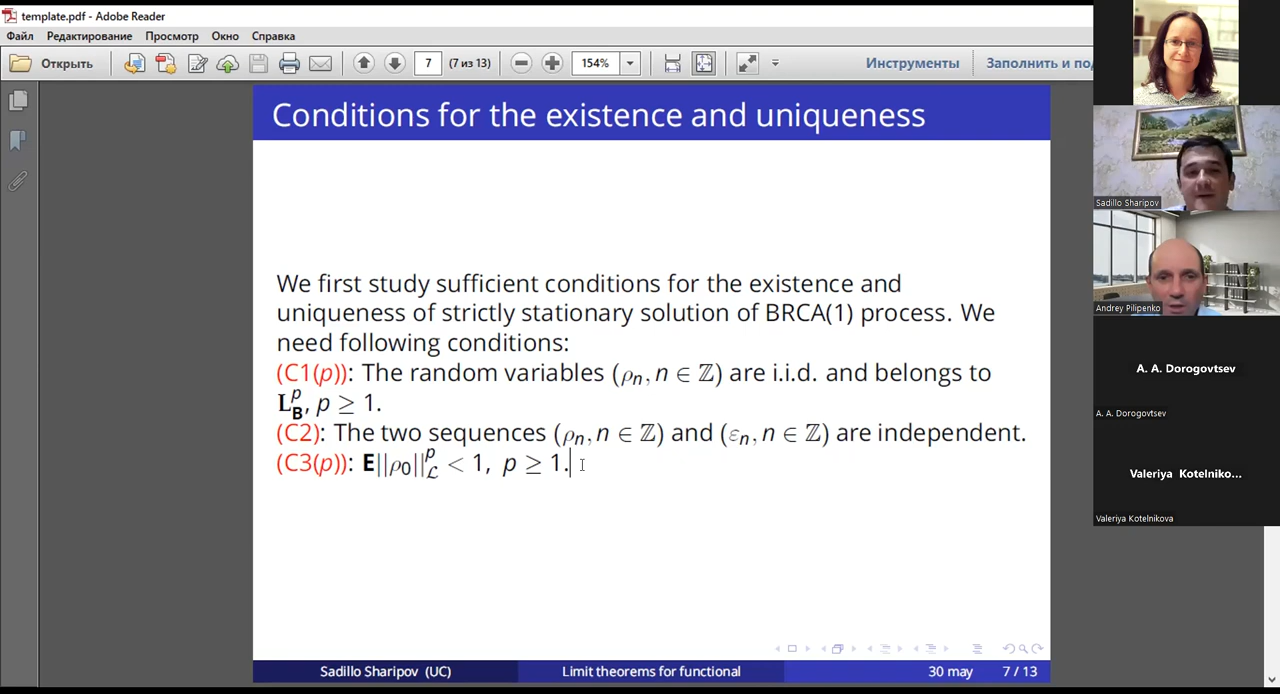 template.pdf - Adobe Reader
Файл Редактирование Просмотр Окно Справка
Открыть 7 (7 из 13) 154% Инструменты Заполнить и под
Conditions for the existence and uniqueness
We first study sufficient conditions for the existence and
uniqueness of strictly stationary solution of BRCA(1) process. We
need following conditions:
(C1(p)): The random variables (ρₙ, n ∈ ℤ) are i.i.d. and belongs to
L_B^p, p ≥ 1.
(C2): The two sequences (ρₙ, n ∈ ℤ) and (εₙ, n ∈ ℤ) are independent.
(C3(p)): E||ρ₀||_ℒ^p < 1, p ≥ 1.
Sadillo Sharipov (UC) Limit theorems for functional 30 may 7 / 13
Sadillo Sharipov
Andrey Pilipenko
A. A. Dorogovtsev
A. A. Dorogovtsev
Valeriya Kotelniko...
Valeriya Kotelnikova